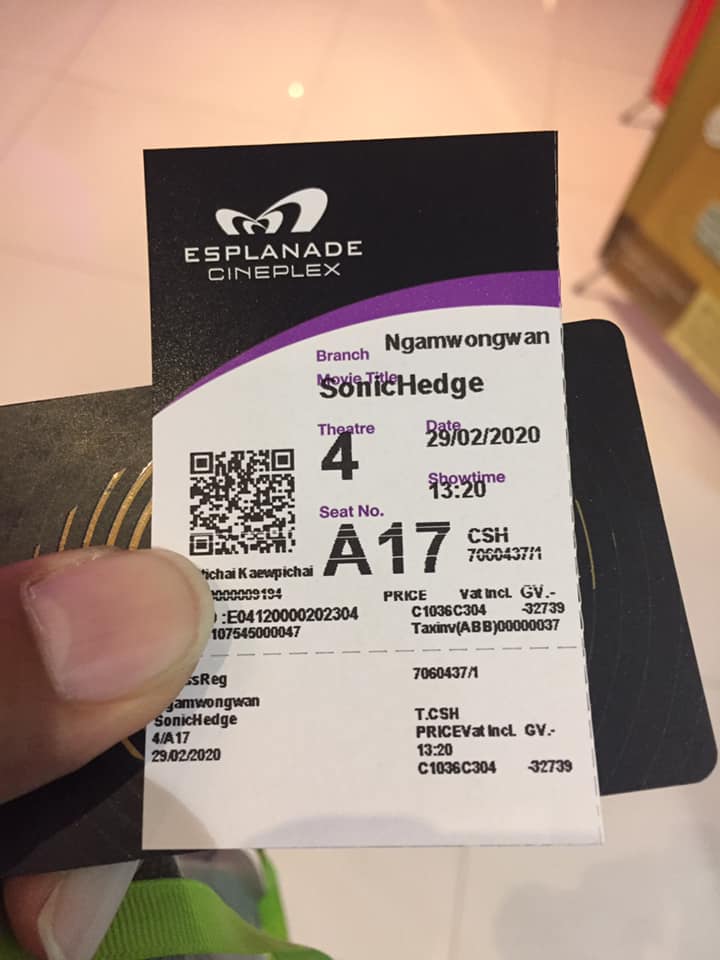 ESPLANADE
CINEPLEX
Branch Ngamwongwan
Movie Title
SonicHedge
Theatre Date
4 29/02/2020
Showtime
13:20
Seat No.
A17 CSH
7060437/1
Kaewpichai
PRICE Vat Incl. GV.-
C1036C304 -32739
:E04120000202304
107545000047 Taxinv(ABB)00000037
7060437/1
SonicHedge T.CSH
4/A17 PRICEVat Incl. GV.-
29/02/2020 13:20
C1036C304 -32739